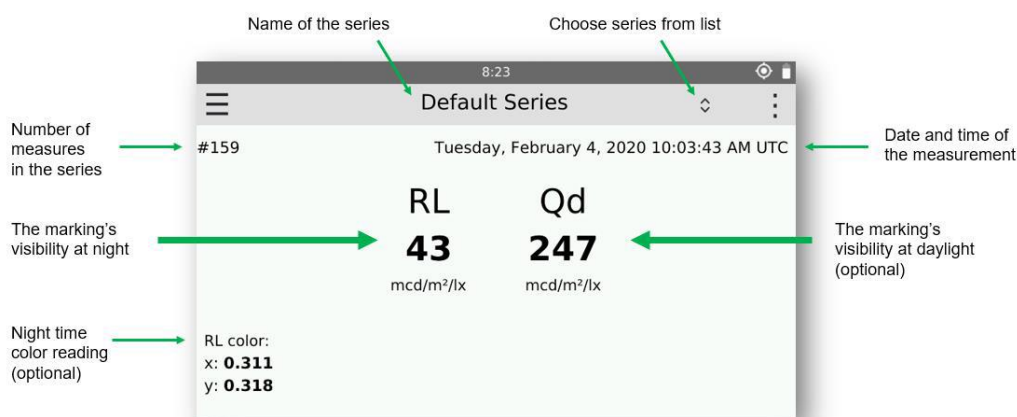 Name of the series
Choose series from list
8:23
Default Series
Number of
measures
in the series
#159
Tuesday, February 4, 2020 10:03:43 AM UTC
Date and time of
the measurement
RL
Qd
The marking's
visibility at night
43
247
The marking's
visibility at daylight
(optional)
mcd/m²/lx
mcd/m²/lx
Night time
color reading
(optional)
RL color:
x: 0.311
y: 0.318